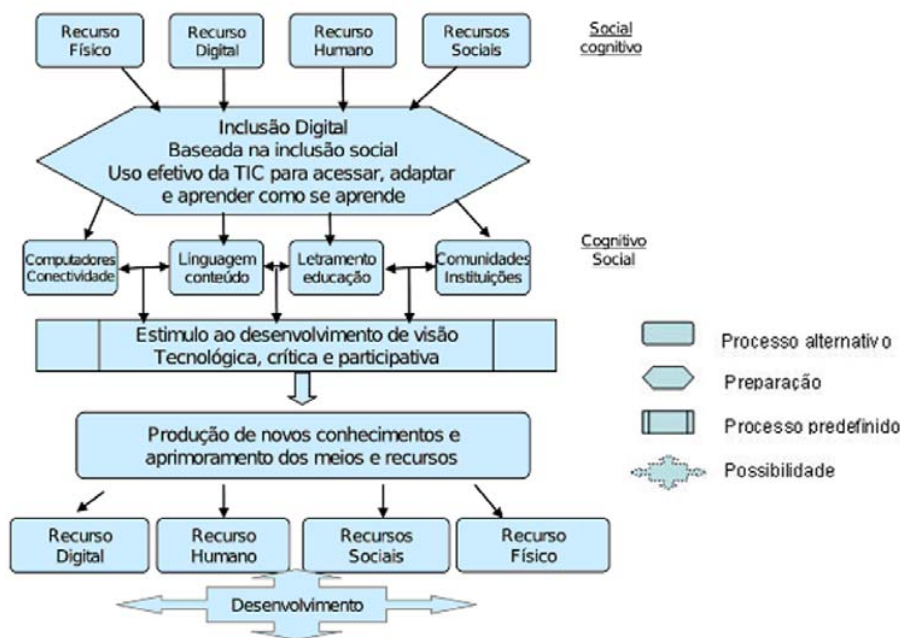 Recurso
Físico
Recurso
Digital
Recurso
Humano
Recursos
Sociais
Social
cognitivo
Inclusão Digital
Baseada na inclusão social
Uso efetivo da TIC para acessar, adaptar
e aprender como se aprende
Computadores
Conectividade
Linguagem
conteúdo
Letramento
educação
Comunidades
Instituições
Cognitivo
Social
Estimulo ao desenvolvimento de visão
Tecnológica, crítica e participativa
Produção de novos conhecimentos e
aprimoramento dos meios e recursos
Recurso
Digital
Recurso
Humano
Recursos
Sociais
Recurso
Físico
Desenvolvimento
Processo alternativo
Preparação
Processo predefinido
Possibilidade